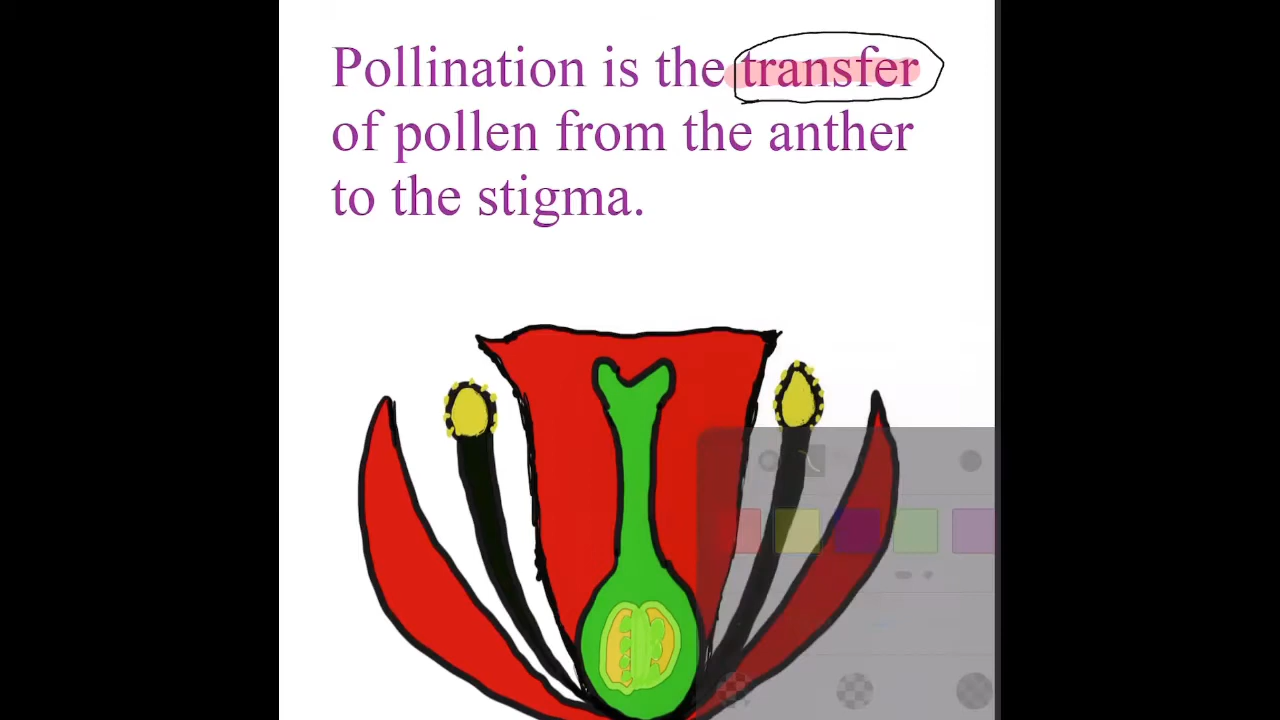 Pollination is the transfer
of pollen from the anther
to the stigma.